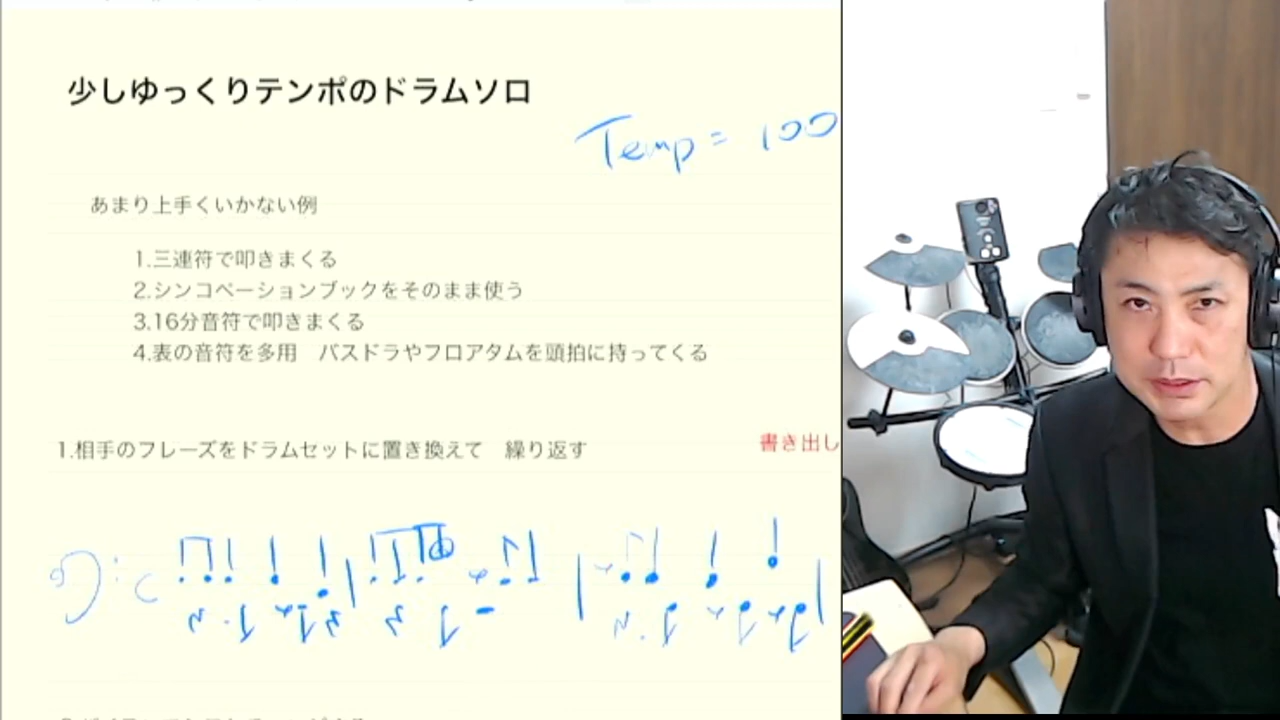 少しゆっくりテンポのドラムソロ
Temp = 100
あまり上手くいかない例
1.三連符で叩きまくる
2.シンコペーションブックをそのまま使う
3.16分音符で叩きまくる
4.表の音符を多用　バスドラやフロアタムを頭拍に持ってくる
1.相手のフレーズをドラムセットに置き換えて　繰り返す
書き出し